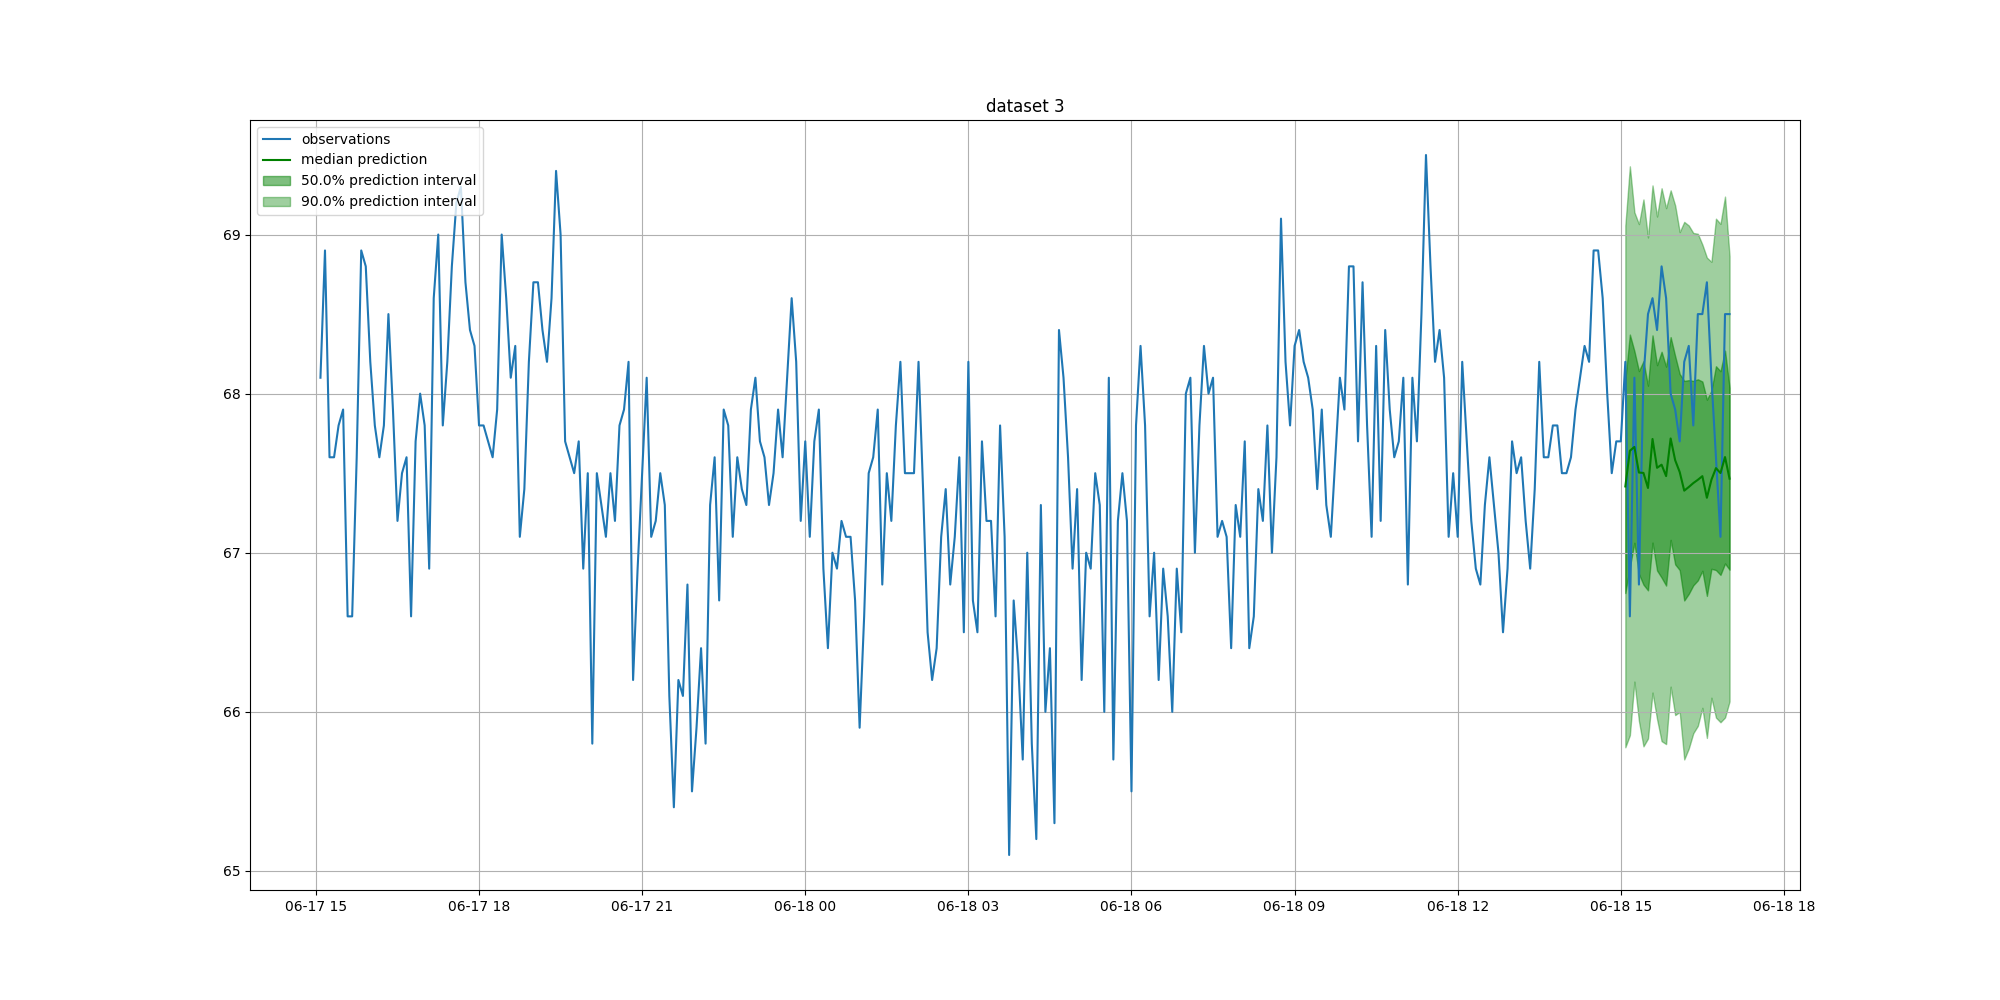 dataset 3
observations
median prediction
50.0% prediction interval
90.0% prediction interval
69
68
67
66
65
06-17 15 06-17 18 06-17 21 06-18 00 06-18 03 06-18 06 06-18 09 06-18 12 06-18 15 06-18 18